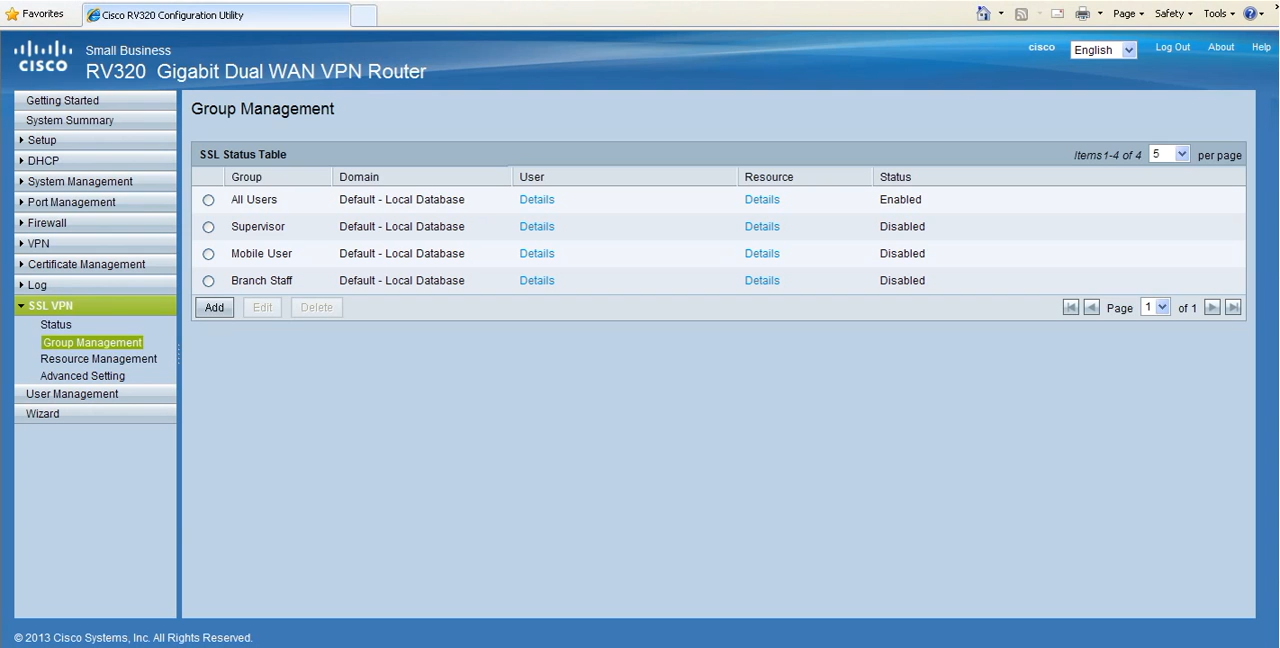 Favorites Cisco RV320 Configuration Utility Page Safety Tools
Small Business
cisco English Log Out About Help
CISCO RV320 Gigabit Dual WAN VPN Router
Getting Started
System Summary
Setup
DHCP
System Management
Port Management
Firewall
VPN
Certificate Management
Log
SSL VPN
Status
Group Management
Resource Management
Advanced Setting
User Management
Wizard
Group Management
SSL Status Table Items 1-4 of 4 5 per page
Group Domain User Resource Status
All Users Default - Local Database Details Details Enabled
Supervisor Default - Local Database Details Details Disabled
Mobile User Default - Local Database Details Details Disabled
Branch Staff Default - Local Database Details Details Disabled
Add Edit Delete Page 1 of 1
© 2013 Cisco Systems, Inc. All Rights Reserved.